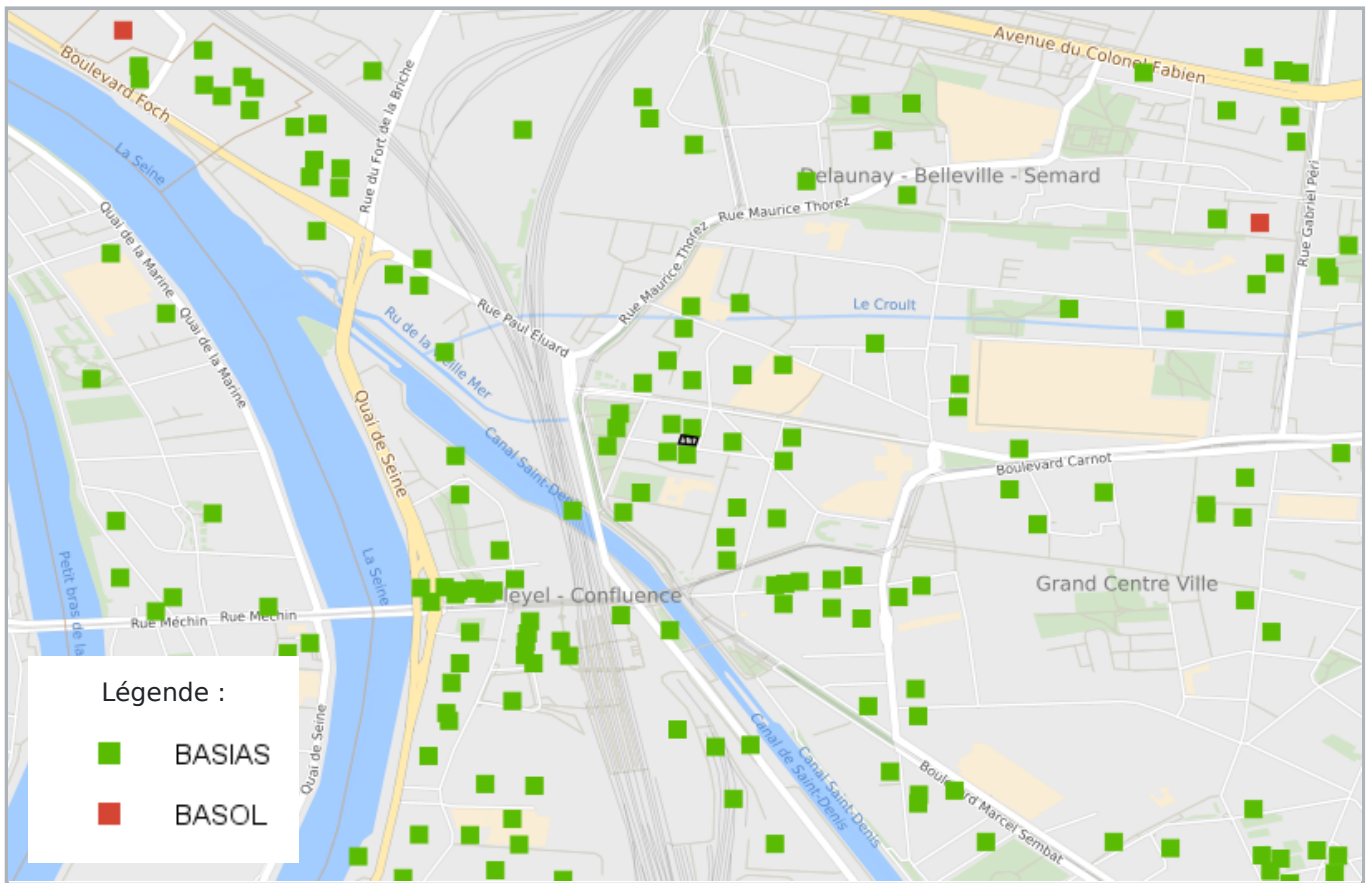 Avenue du Colonel Fabien
Boulevard Foch
Rue du Fort de la Briche
La Seine
Delaunay - Belleville - Semard
Rue Maurice Thorez
Rue Gabriel Péri
Quai de la Marine
Quai de la Marine
Rue Maurice Thorez
Le Croult
Rue Paul Eluard
Ru de la Vieille Mer
Quai de Seine
Canal Saint-Denis
Boulevard Carnot
La Seine
Petit bras de la
Grand Centre Ville
- Confluence
Rue Méchin
Rue Méchin
Quai de Seine
Canal de Saint-Denis
Canal Saint-Denis
Boulevard Marcel Sembat
Légende :
BASIAS
BASOL